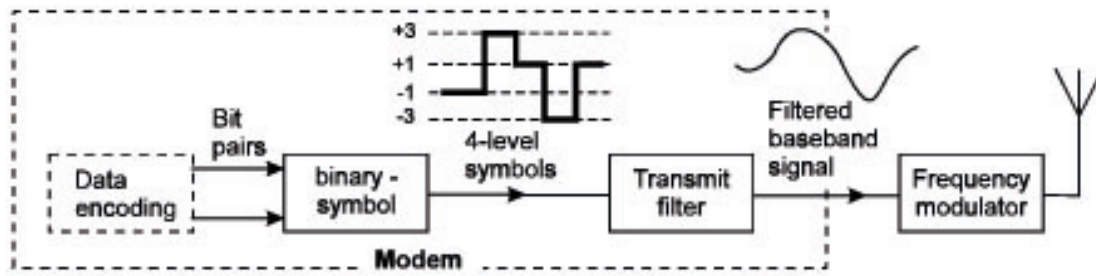 +3
+1
-1
-3
Bit
pairs
4-level
symbols
Filtered
baseband
signal
Data
encoding
binary -
symbol
Transmit
filter
Frequency
modulator
Modem